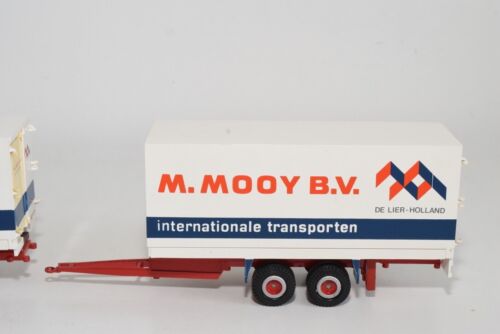 M. MOOY B.V.
DE LIER-HOLLAND
internationale transporten